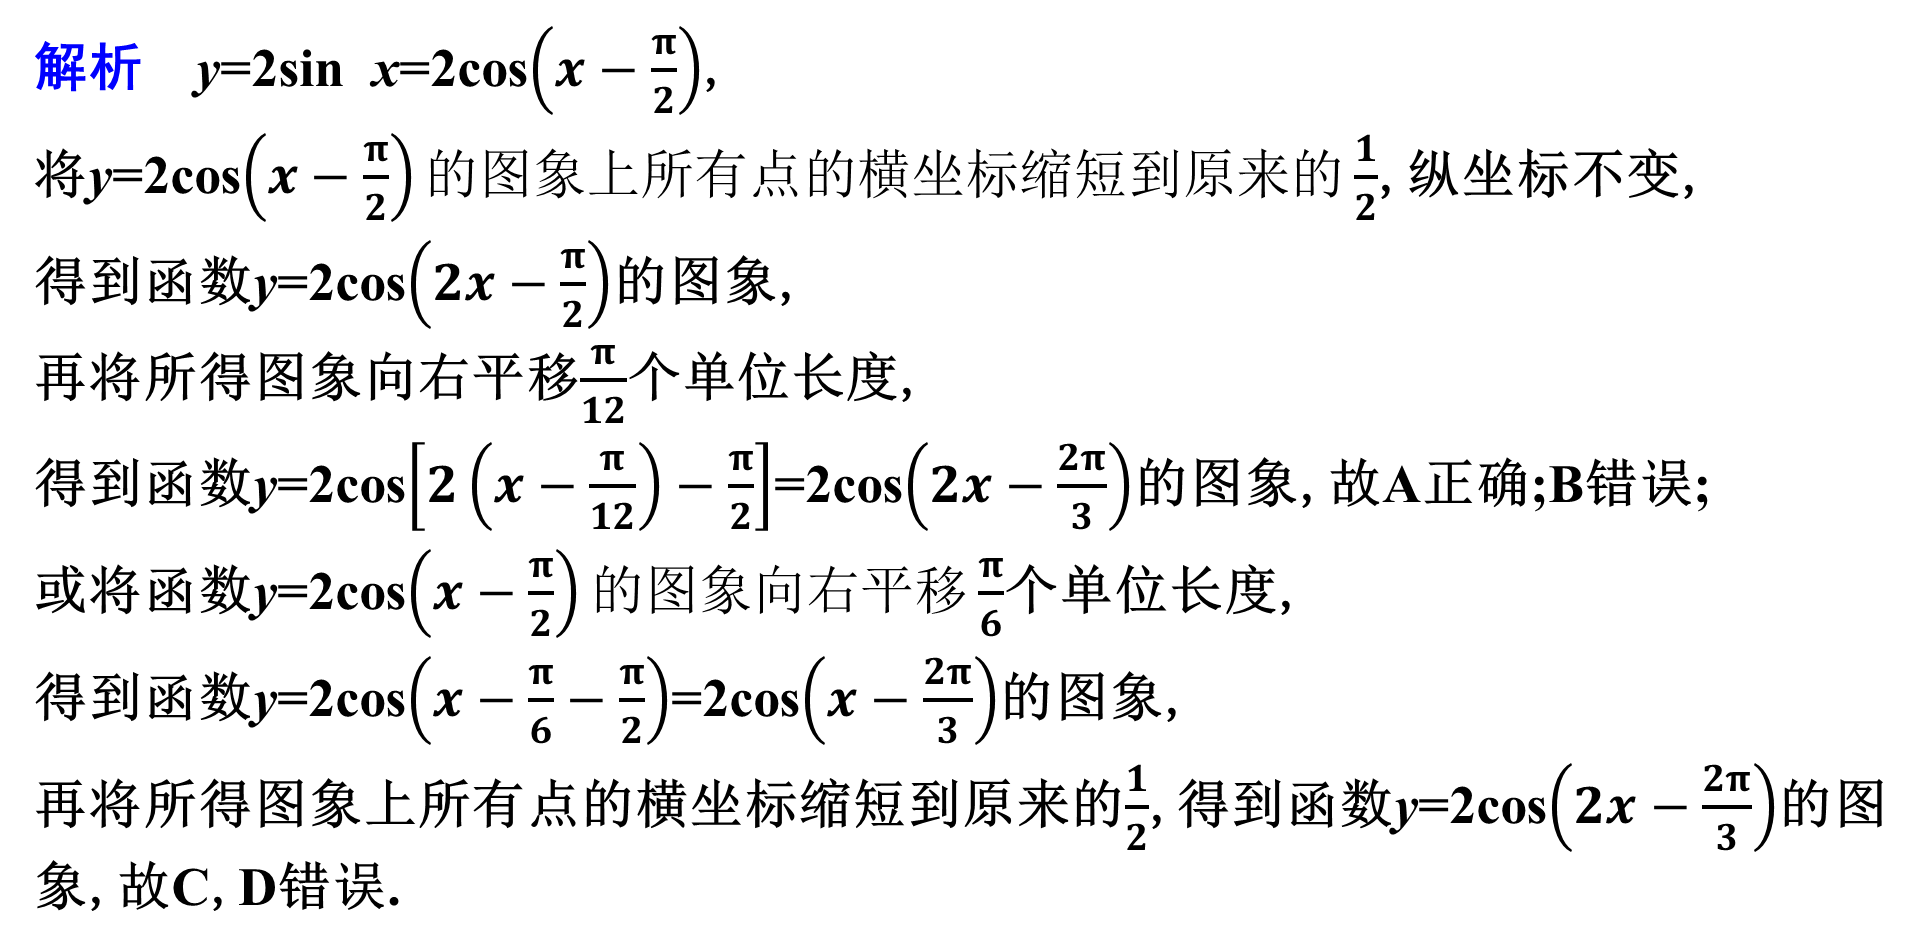 解析 y=2sin x=2cos(x − π/2),
将y=2cos(x − π/2)的图象上所有点的横坐标缩短到原来的1/2, 纵坐标不变,
得到函数y=2cos(2x − π/2)的图象,
再将所得图象向右平移π/12个单位长度,
得到函数y=2cos[2(x − π/12) − π/2]=2cos(2x − 2π/3)的图象, 故A正确;B错误;
或将函数y=2cos(x − π/2)的图象向右平移π/6个单位长度,
得到函数y=2cos(x − π/6 − π/2)=2cos(x − 2π/3)的图象,
再将所得图象上所有点的横坐标缩短到原来的1/2, 得到函数y=2cos(2x − 2π/3)的图
象, 故C, D错误.